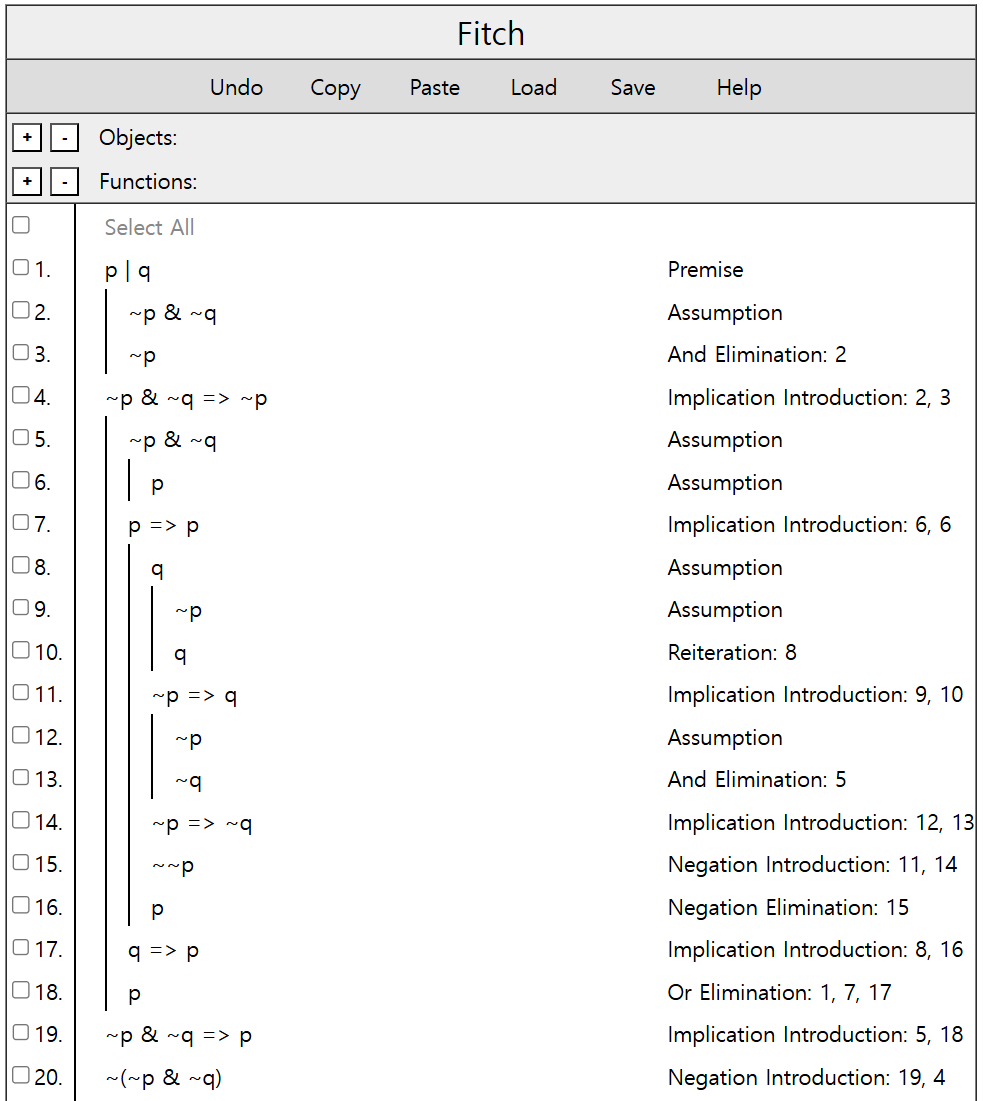 Fitch
Undo Copy Paste Load Save Help
+ - Objects:
+ - Functions:
Select All
1. p | q Premise
2. ~p & ~q Assumption
3. ~p And Elimination: 2
4. ~p & ~q => ~p Implication Introduction: 2, 3
5. ~p & ~q Assumption
6. p Assumption
7. p => p Implication Introduction: 6, 6
8. q Assumption
9. ~p Assumption
10. q Reiteration: 8
11. ~p => q Implication Introduction: 9, 10
12. ~p Assumption
13. ~q And Elimination: 5
14. ~p => ~q Implication Introduction: 12, 13
15. ~~p Negation Introduction: 11, 14
16. p Negation Elimination: 15
17. q => p Implication Introduction: 8, 16
18. p Or Elimination: 1, 7, 17
19. ~p & ~q => p Implication Introduction: 5, 18
20. ~(~p & ~q) Negation Introduction: 19, 4